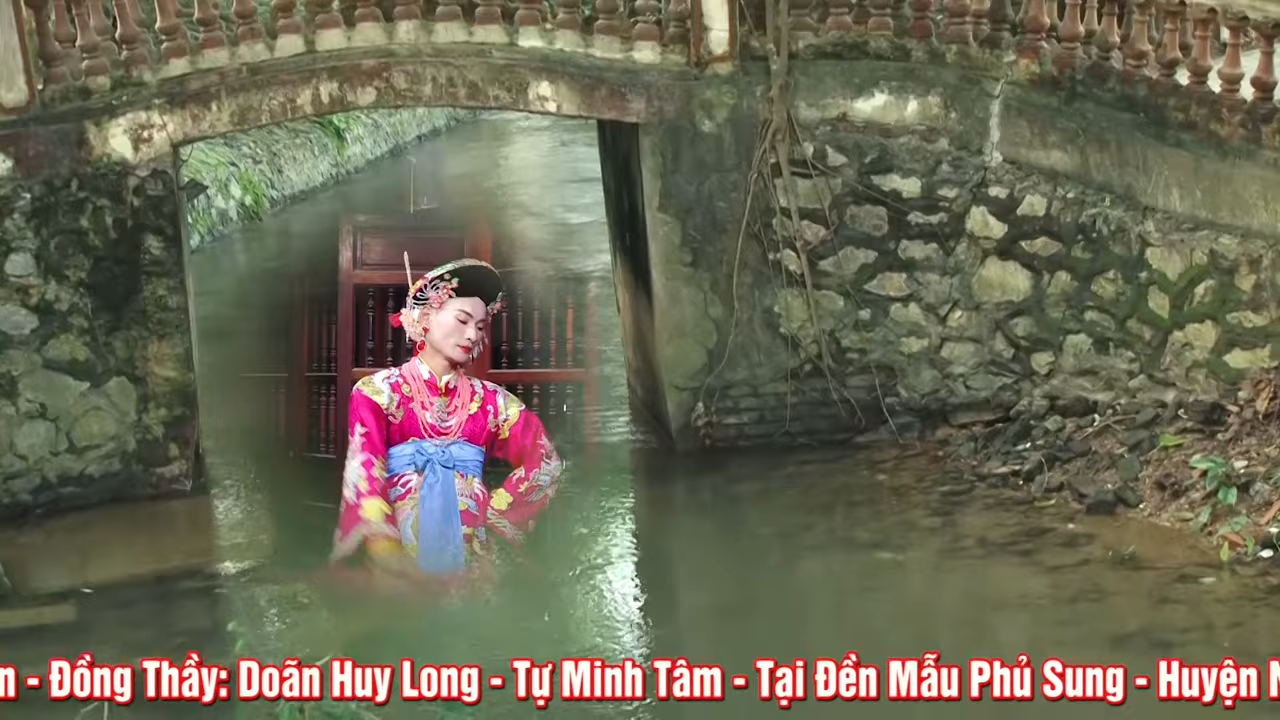 - Đồng Thầy: Doãn Huy Long - Tự Minh Tâm - Tại Đền Mẫu Phủ Sung - Huyện